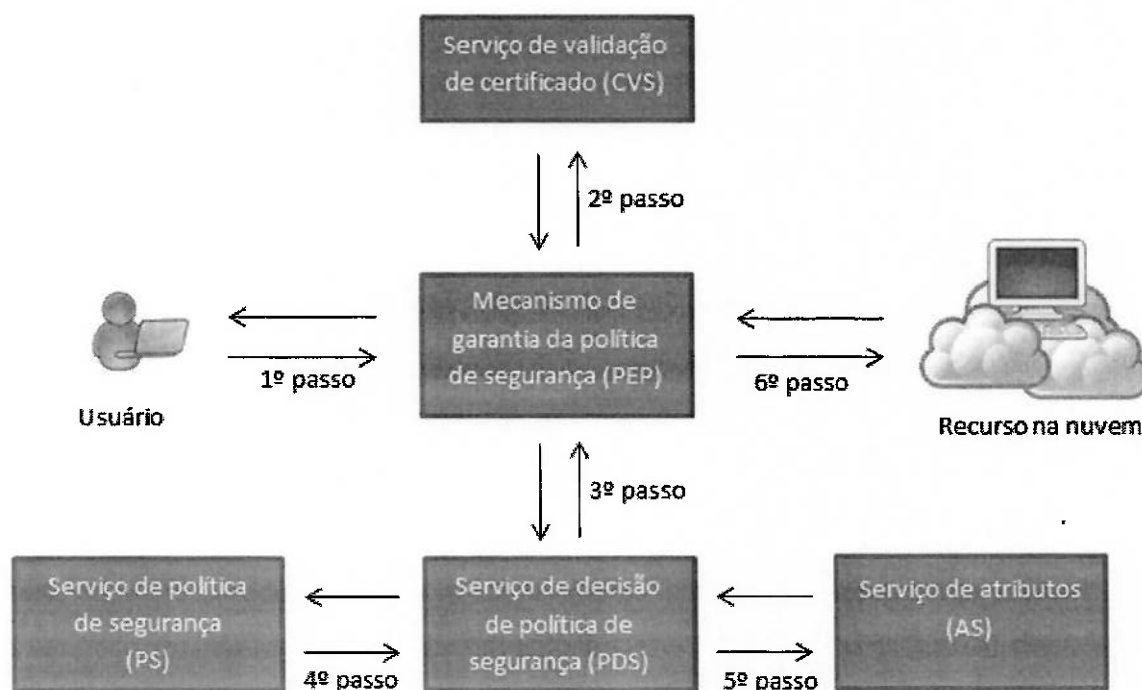 Serviço de validação
de certificado (CVS)
2º passo
Mecanismo de
garantia da política
de segurança (PEP)
1º passo
6º passo
Usuário
Recurso na nuvem
3º passo
Serviço de política
de segurança
(PS)
Serviço de decisão
de política de
segurança (PDS)
Serviço de atributos
(AS)
4º passo
5º passo